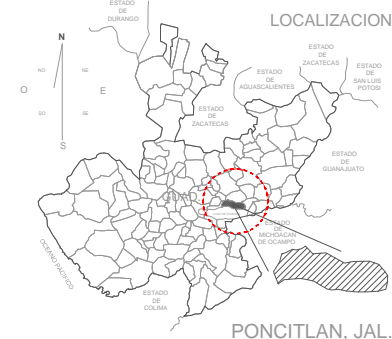 ESTADO
DE
DURANGO
LOCALIZACION
N
NO
NE
O
E
SO
SE
S
ESTADO
DE
ZACATECAS
ESTADO
DE
AGUASCALIENTES
ESTADO
DE
SAN LUIS
POTOSI
ESTADO
DE
ZACATECAS
ESTADO
DE
GUANAJUATO
OCEANO PACIFICO
ESTADO
DE
MICHOACAN
DE OCAMPO
ESTADO
DE
COLIMA
PONCITLAN, JAL.